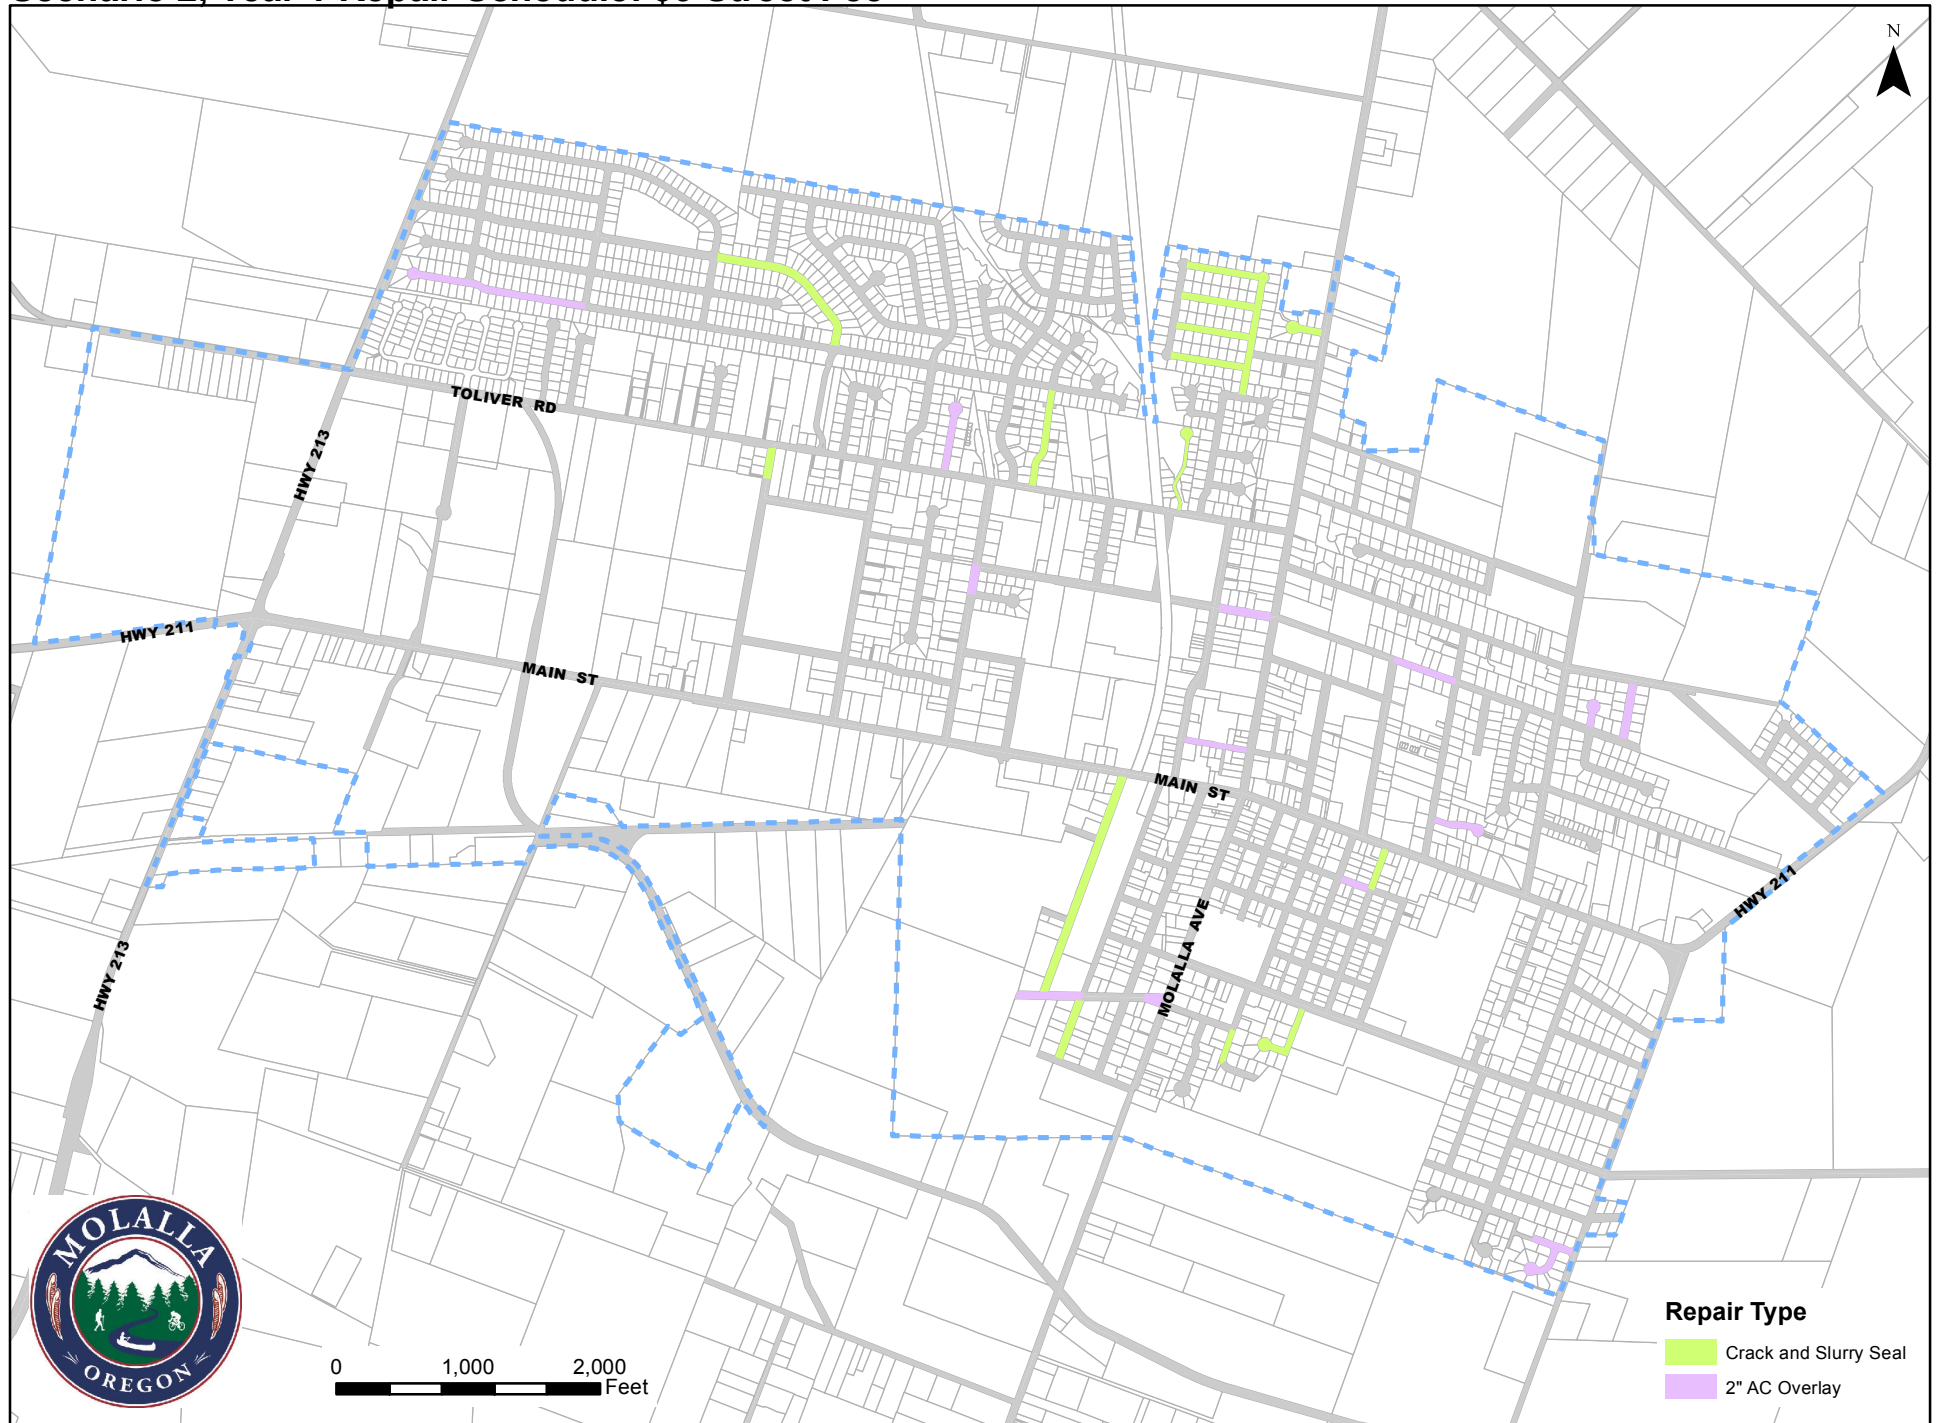 N
TOLIVER RD
HWY 213
HWY 211
MAIN ST
MAIN ST
HWY 211
MOLALLA AVE
HWY 213
MOLALLA
OREGON
0 1,000 2,000
Feet
Repair Type
Crack and Slurry Seal
2" AC Overlay